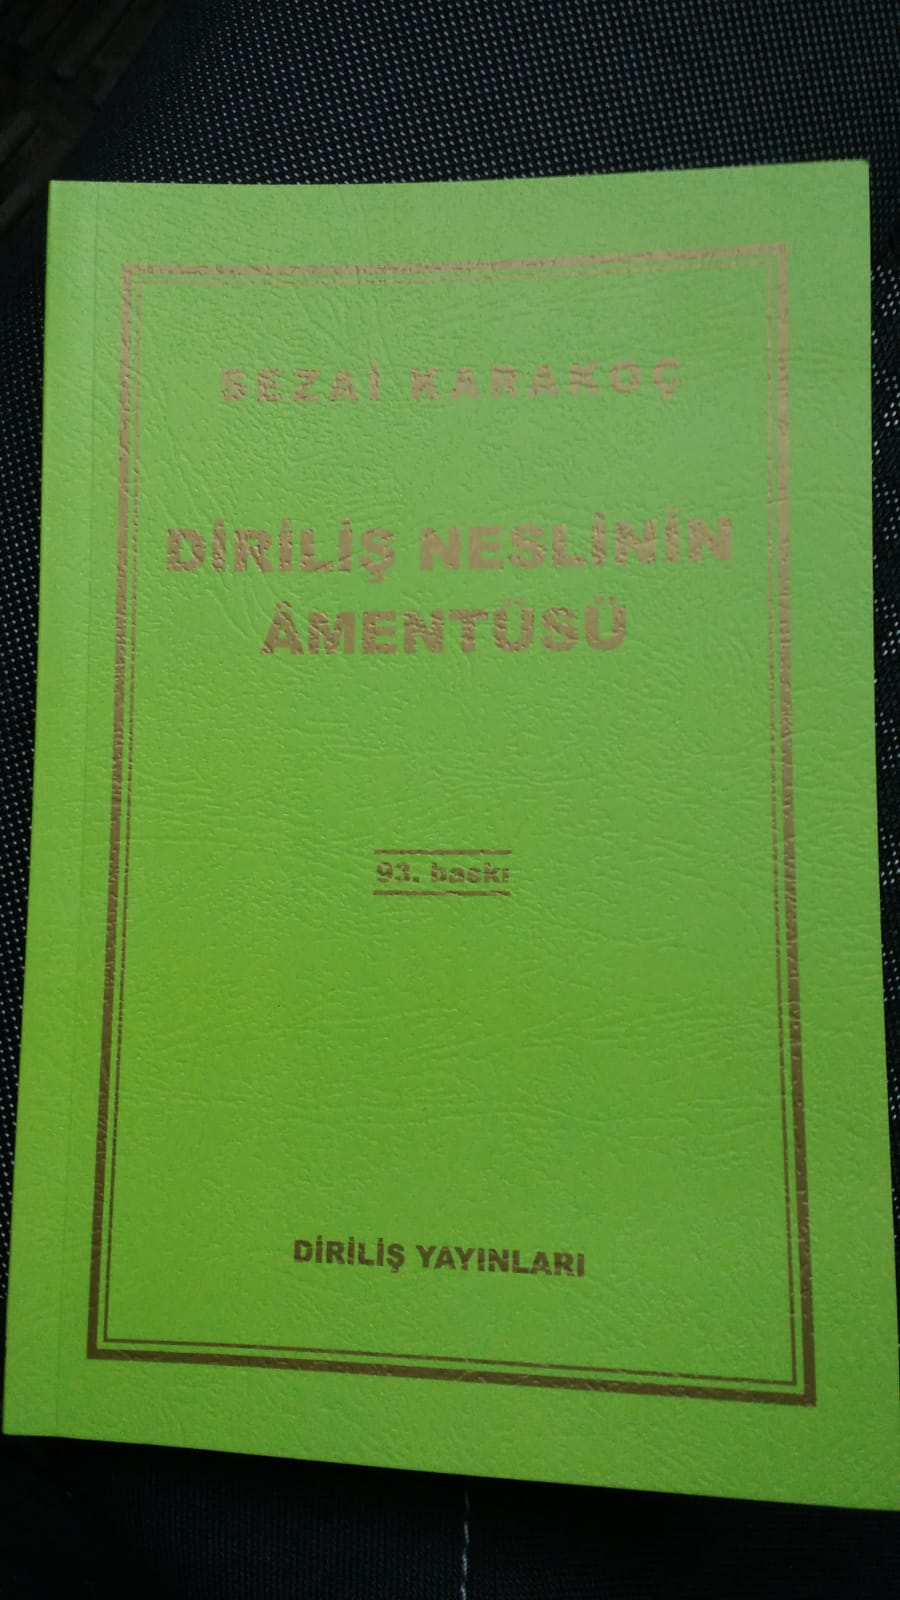 SEZAİ KARAKOÇ
DİRİLİŞ NESLİNİN
ÂMENTÜSÜ
93. baskı
DİRİLİŞ YAYINLARI